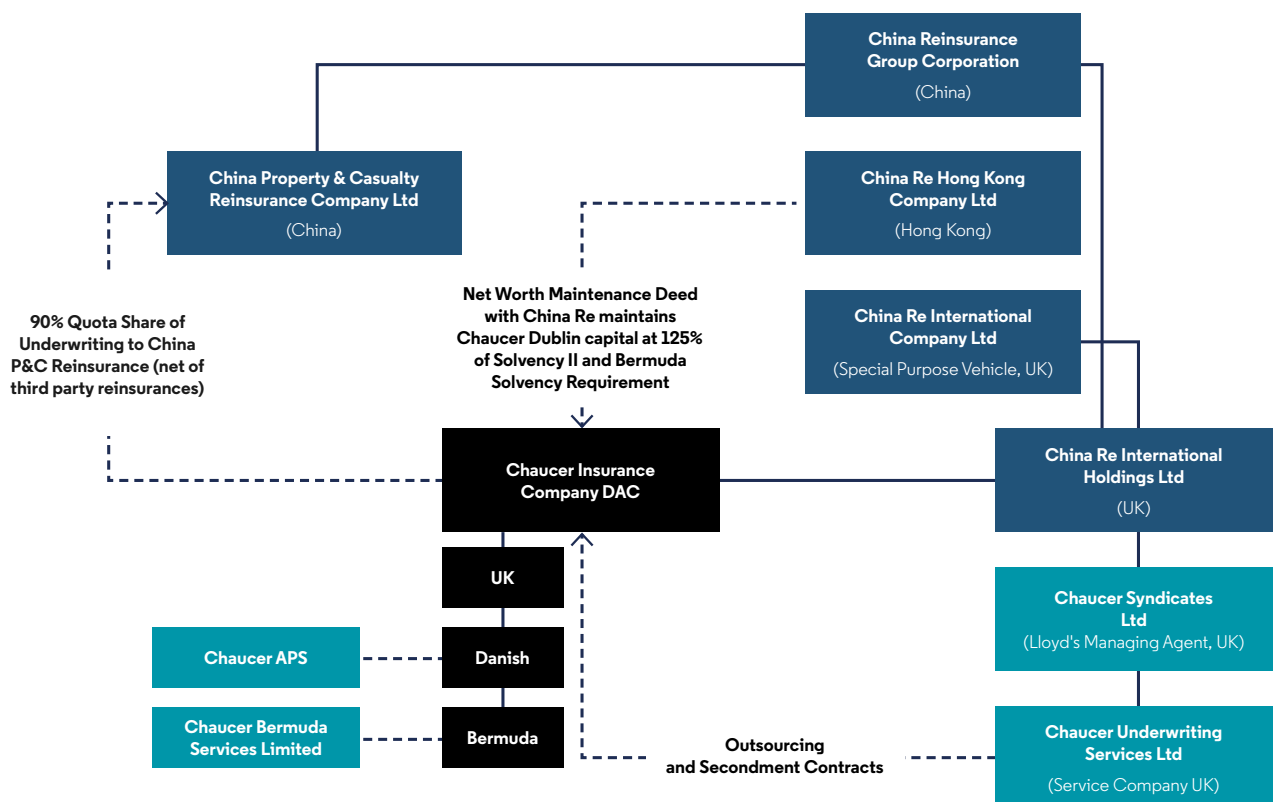 China Reinsurance
Group Corporation
(China)
China Property & Casualty
Reinsurance Company Ltd
(China)
China Re Hong Kong
Company Ltd
(Hong Kong)
90% Quota Share of
Underwriting to China
P&C Reinsurance (net of
third party reinsurances)
Net Worth Maintenance Deed
with China Re maintains
Chaucer Dublin capital at 125%
of Solvency II and Bermuda
Solvency Requirement
China Re International
Company Ltd
(Special Purpose Vehicle, UK)
Chaucer Insurance
Company DAC
China Re International
Holdings Ltd
(UK)
UK
Chaucer Syndicates
Ltd
(Lloyd's Managing Agent, UK)
Chaucer APS
Danish
Chaucer Bermuda
Services Limited
Bermuda
Outsourcing
and Secondment Contracts
Chaucer Underwriting
Services Ltd
(Service Company UK)